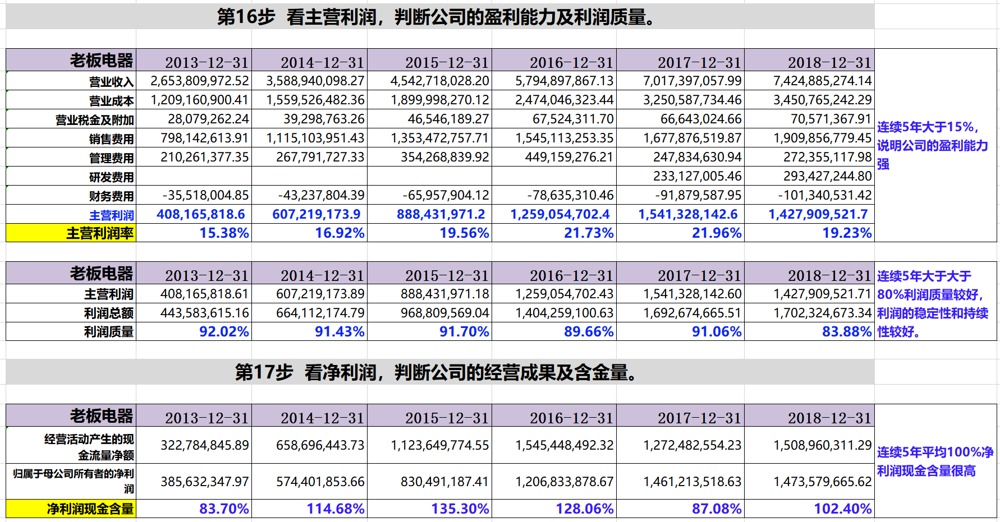 第16步 看主营利润，判断公司的盈利能力及利润质量。
老板电器 2013-12-31 2014-12-31 2015-12-31 2016-12-31 2017-12-31 2018-12-31
营业收入 2,653,809,972.52 3,588,940,098.27 4,542,718,028.20 5,794,897,867.13 7,017,397,057.99 7,424,885,274.14
营业成本 1,209,160,900.41 1,559,526,482.36 1,899,998,270.12 2,474,046,323.44 3,250,587,734.46 3,450,765,242.29
营业税金及附加 28,079,262.24 39,298,763.26 46,546,189.27 67,524,311.70 66,643,024.66 70,571,367.91
销售费用 798,142,613.91 1,115,103,951.43 1,353,472,757.71 1,545,113,253.35 1,677,876,519.87 1,909,856,779.45
管理费用 210,261,377.35 267,791,727.33 354,268,839.92 449,159,276.21 247,834,630.94 272,355,117.98
研发费用 233,127,005.46 293,427,244.80
财务费用 -35,518,004.85 -43,237,804.39 -65,957,904.12 -78,635,310.46 -91,879,587.95 -101,340,531.42
主营利润 408,165,818.6 607,219,173.9 888,431,971.2 1,259,054,702.4 1,541,328,142.6 1,427,909,521.7
主营利润率 15.38% 16.92% 19.56% 21.73% 21.96% 19.23%
连续5年大于15%，
说明公司的盈利能力
强
老板电器 2013-12-31 2014-12-31 2015-12-31 2016-12-31 2017-12-31 2018-12-31
主营利润 408,165,818.61 607,219,173.89 888,431,971.18 1,259,054,702.43 1,541,328,142.60 1,427,909,521.71
利润总额 443,583,615.16 664,112,174.79 968,809,569.04 1,404,259,100.63 1,692,674,665.51 1,702,324,673.34
利润质量 92.02% 91.43% 91.70% 89.66% 91.06% 83.88%
连续5年大于大于
80%利润质量较好，
利润的稳定性和持续
性较好。
第17步 看净利润，判断公司的经营成果及含金量。
老板电器 2013-12-31 2014-12-31 2015-12-31 2016-12-31 2017-12-31 2018-12-31
经营活动产生的现
金流量净额 322,784,845.89 658,696,443.73 1,123,649,774.55 1,545,448,492.32 1,272,482,554.23 1,508,960,311.29
归属于母公司所有者的净利
润 385,632,347.97 574,401,853.66 830,491,187.41 1,206,833,878.67 1,461,213,518.63 1,473,579,665.62
净利润现金含量 83.70% 114.68% 135.30% 128.06% 87.08% 102.40%
连续5年平均100%净
利润现金含量很高